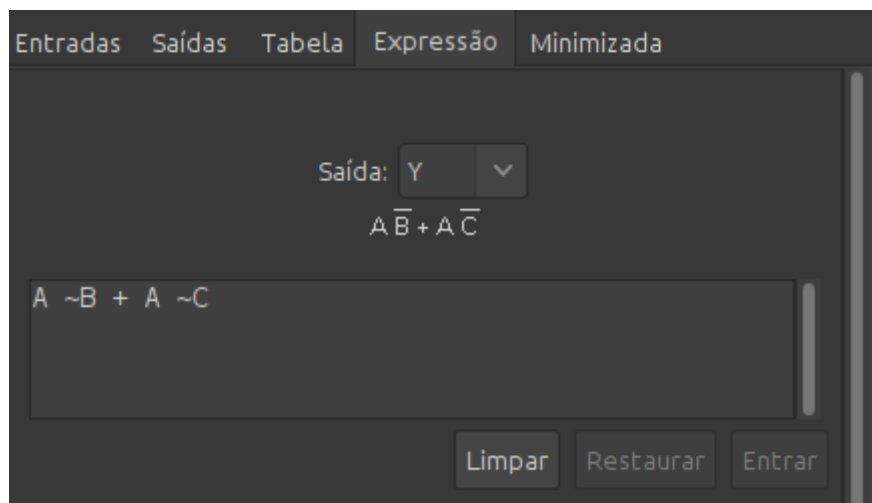 Entradas Saídas Tabela Expressão Minimizada
Saída: Y
A B̅ + A C̅
A ~B + A ~C
Limpar Restaurar Entrar